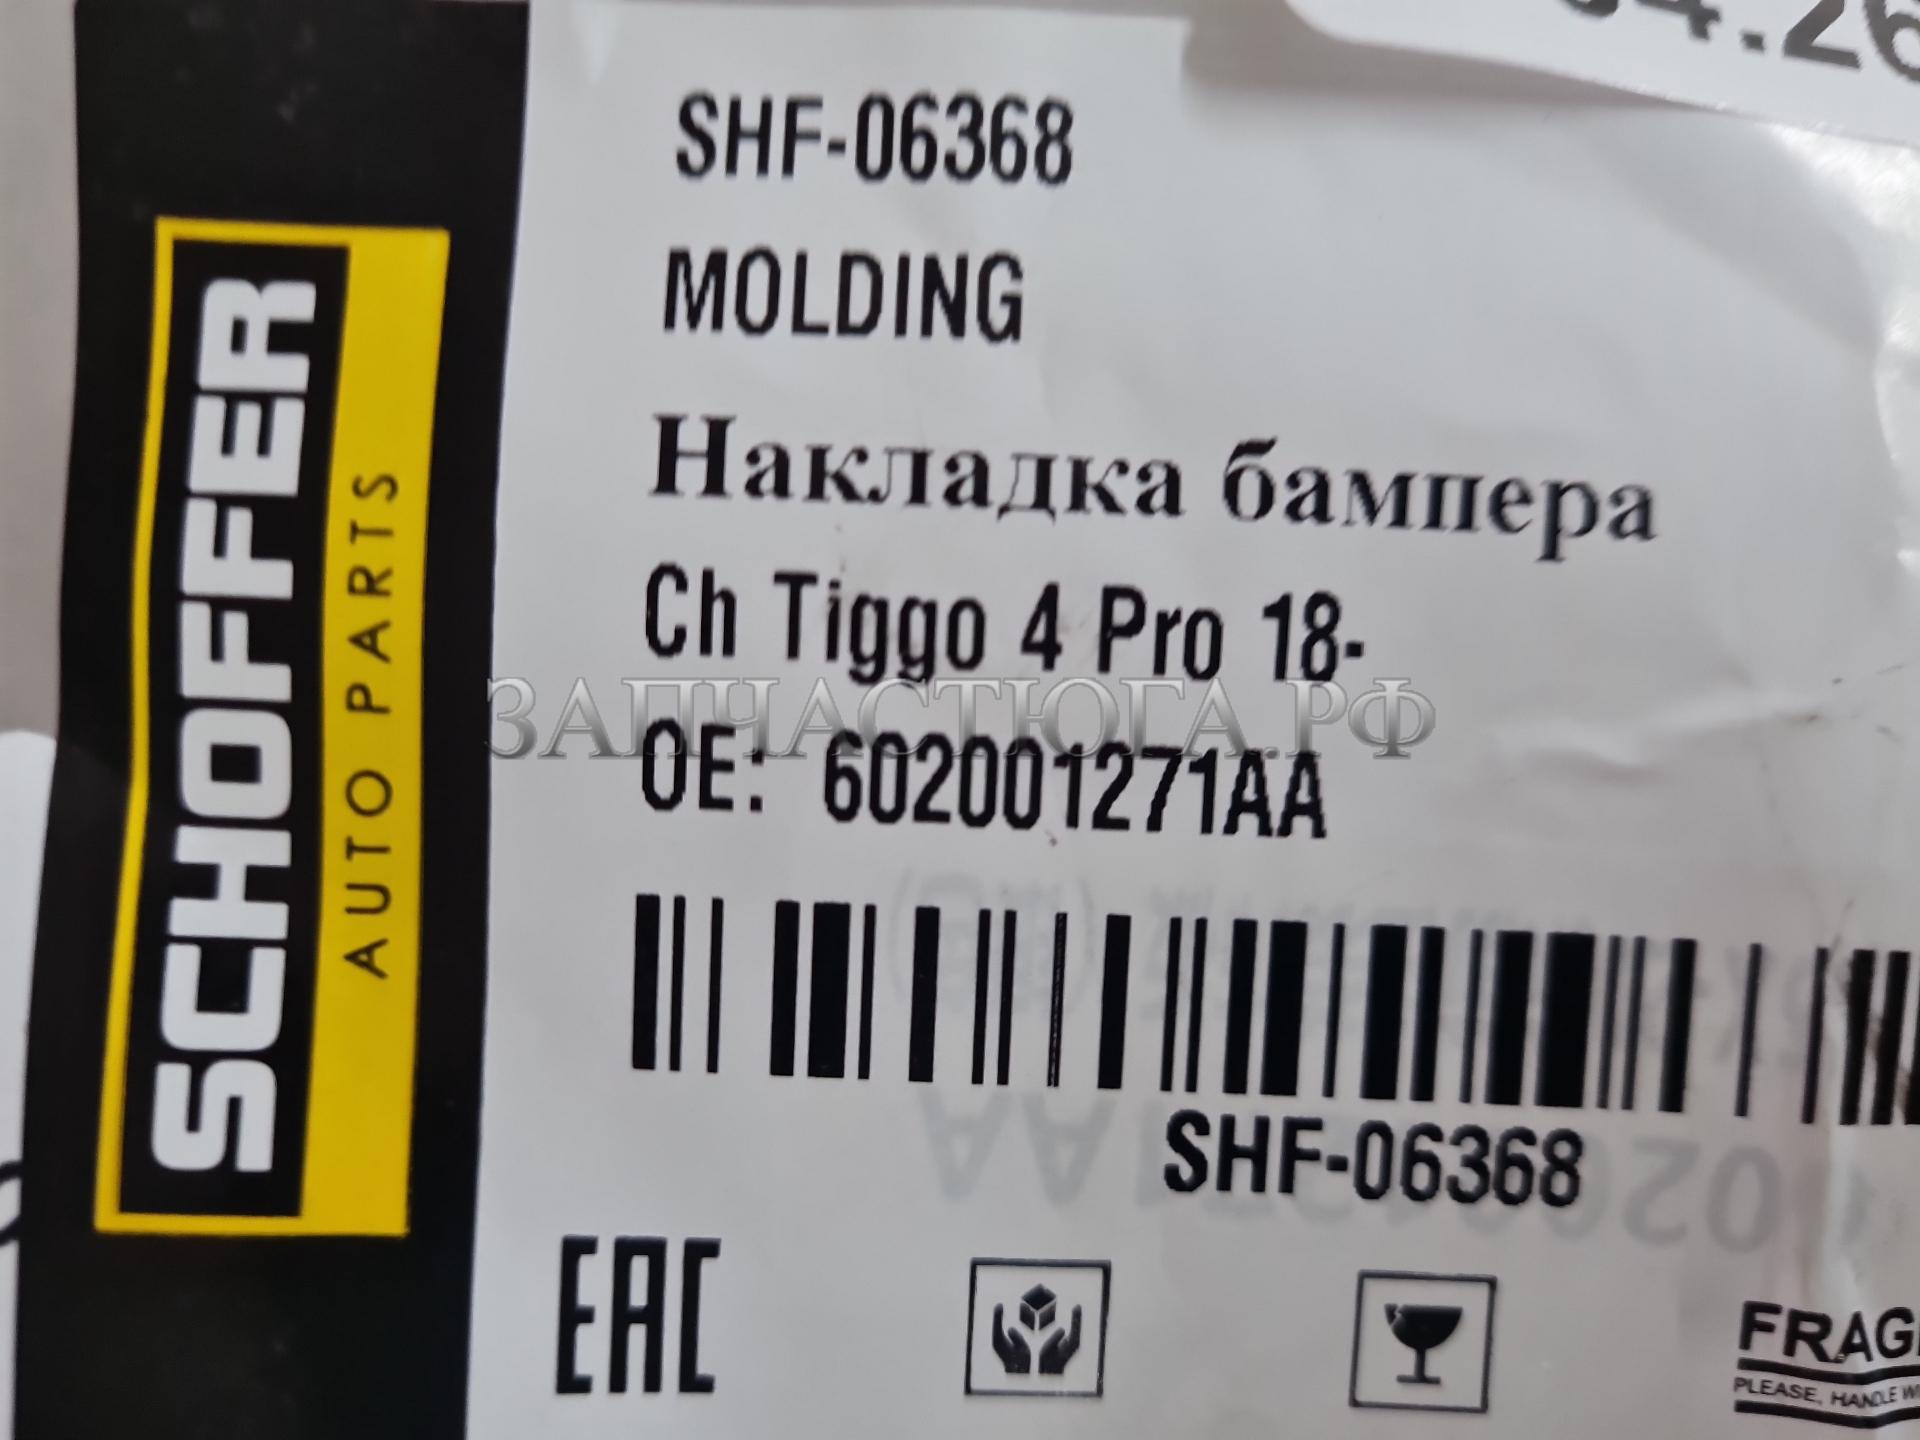 SHF-06368
MOLDING
Накладка бампера
Ch Tiggo 4 Pro 18-
ЗАПЧАСТЮГА.РФ
OE: 602001271AA
SHF-06368
EAC
SCHOFFER
AUTO PARTS